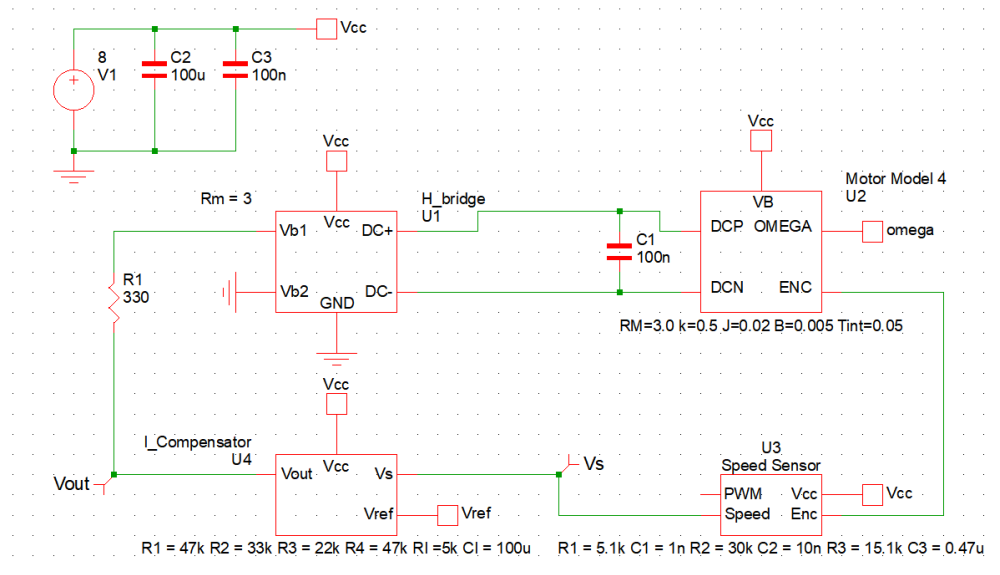 Vcc
8
V1
C2
100u
C3
100n
Vcc
Rm = 3
H_bridge
U1
Vcc
Vb1
DC+
Vb2
DC-
GND
C1
100n
Vcc
Motor Model 4
U2
VB
DCP
OMEGA
omega
DCN
ENC
RM=3.0 k=0.5 J=0.02 B=0.005 Tint=0.05
R1
330
Vcc
I_Compensator
U4
Vcc
Vout
Vs
Vref
Vref
Vout
Vs
U3
Speed Sensor
PWM
Vcc
Vcc
Speed
Enc
R1 = 47k R2 = 33k R3 = 22k R4 = 47k RI =5k CI = 100u
R1 = 5.1k C1 = 1n R2 = 30k C2 = 10n R3 = 15.1k C3 = 0.47u